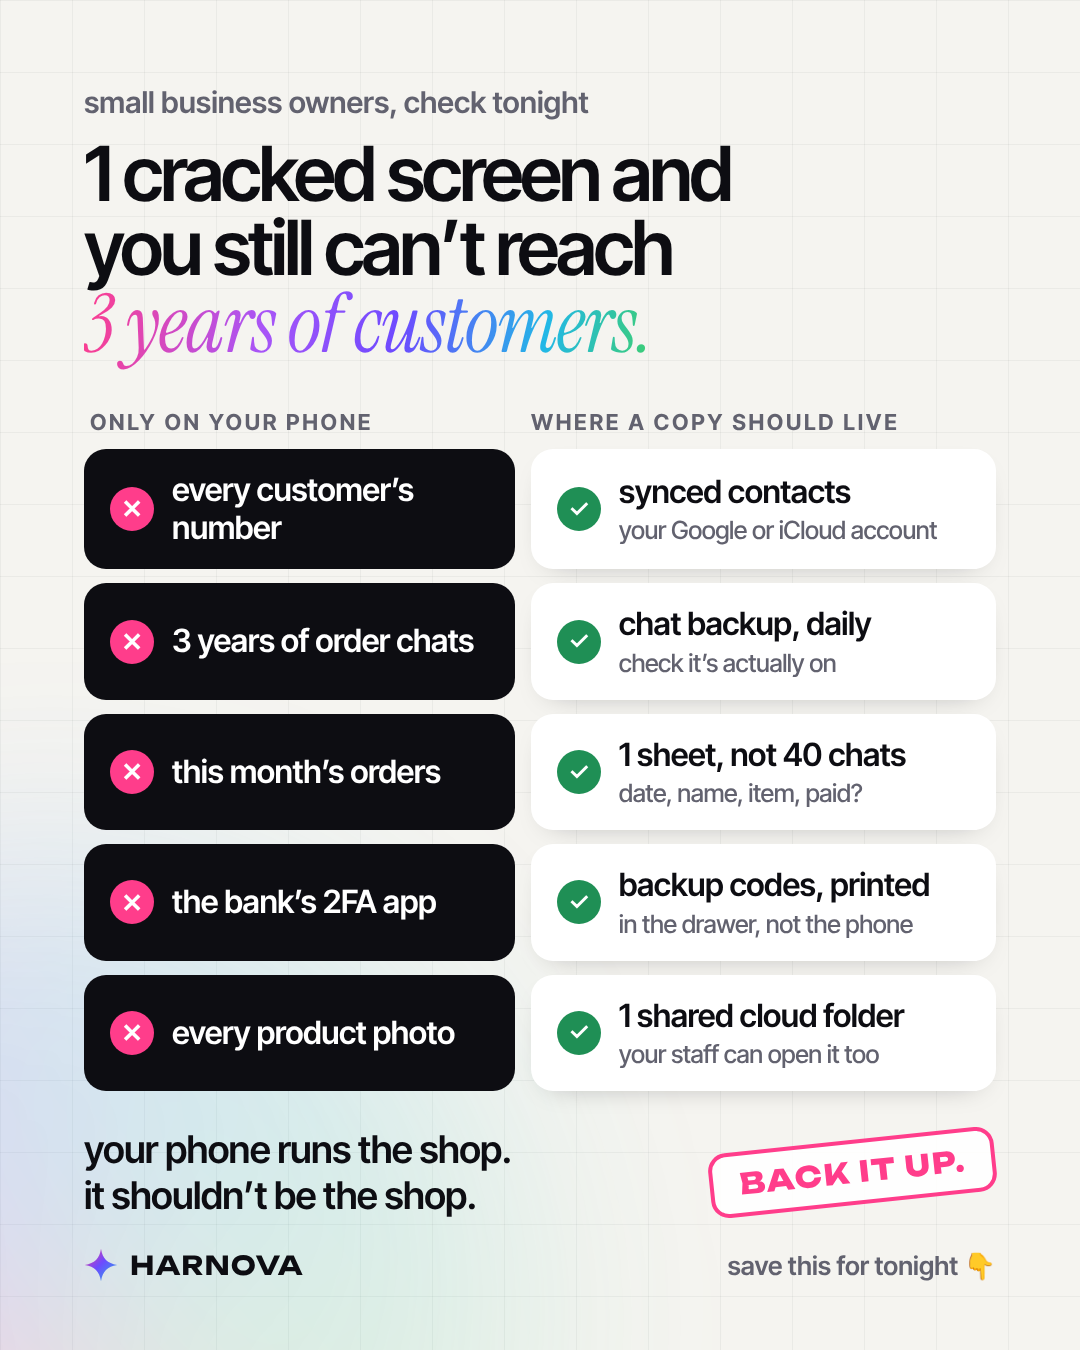 small business owners, check tonight
1 cracked screen and
you still can’t reach
3 years of customers.
ONLY ON YOUR PHONE
WHERE A COPY SHOULD LIVE
every customer’s
number
synced contacts
your Google or iCloud account
3 years of order chats
chat backup, daily
check it’s actually on
this month’s orders
1 sheet, not 40 chats
date, name, item, paid?
the bank’s 2FA app
backup codes, printed
in the drawer, not the phone
every product photo
1 shared cloud folder
your staff can open it too
your phone runs the shop.
it shouldn’t be the shop.
BACK IT UP.
HARNOVA
save this for tonight 👇